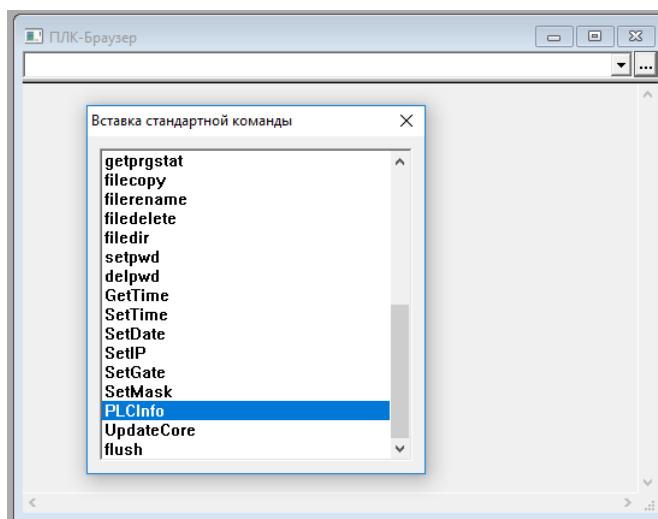 ПЛК-Браузер
...
Вставка стандартной команды
getprgstat
filecopy
filerename
filedelete
filedir
setpwd
delpwd
GetTime
SetTime
SetDate
SetIP
SetGate
SetMask
PLCInfo
UpdateCore
flush